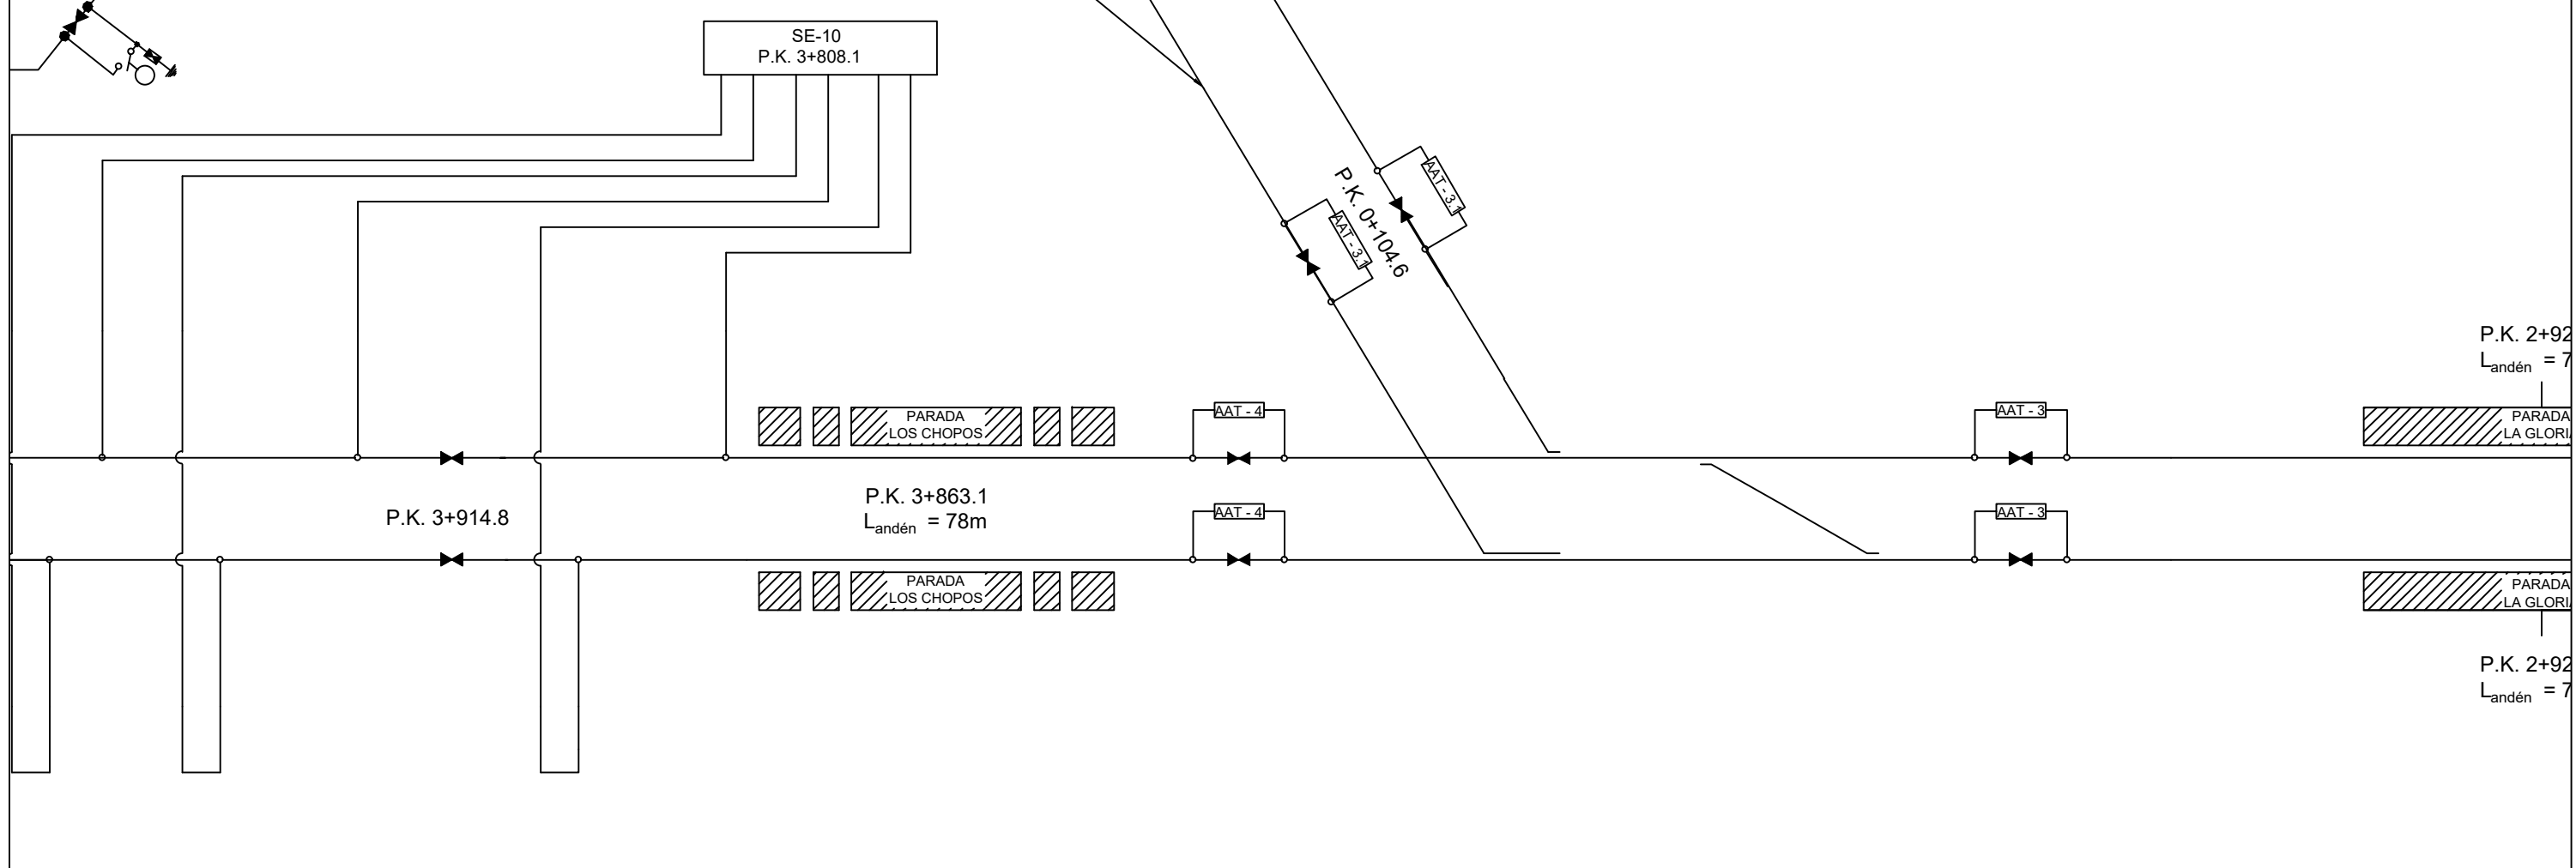 SE-10
P.K. 3+808.1
AAT - 3.1
P.K. 0+104.6
AAT - 3.1
P.K. 2+92
Landén = 7
PARADA
LOS CHOPOS
AAT - 4
AAT - 3
PARADA
LA GLORI
P.K. 3+914.8
P.K. 3+863.1
Landén = 78m
AAT - 4
AAT - 3
PARADA
LOS CHOPOS
PARADA
LA GLORI
P.K. 2+92
Landén = 7